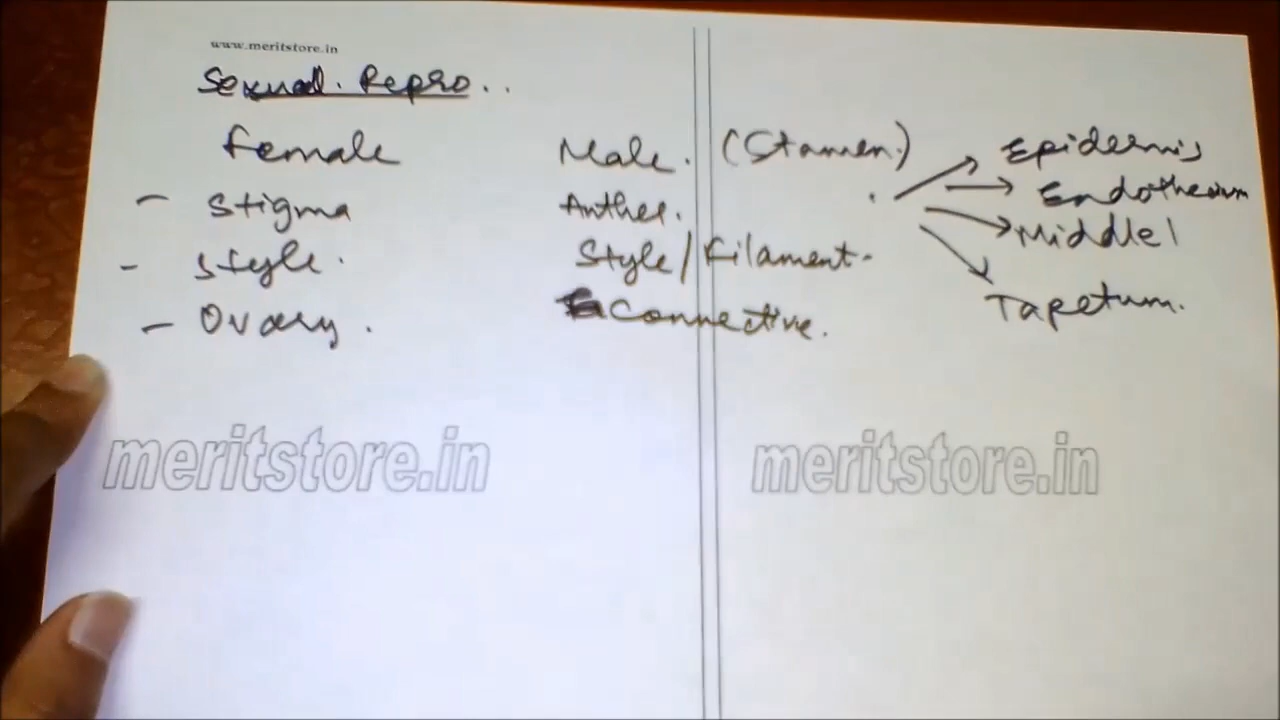 www.meritstore.in
Sexual. Repro..
female
- Stigma
- Style.
- Ovary.
Male. (Stamen.)
Anther.
Style/Filament-
Connective.
Epidermis
Endothecium
Middle l
Tapetum.
meritstore.in
meritstore.in